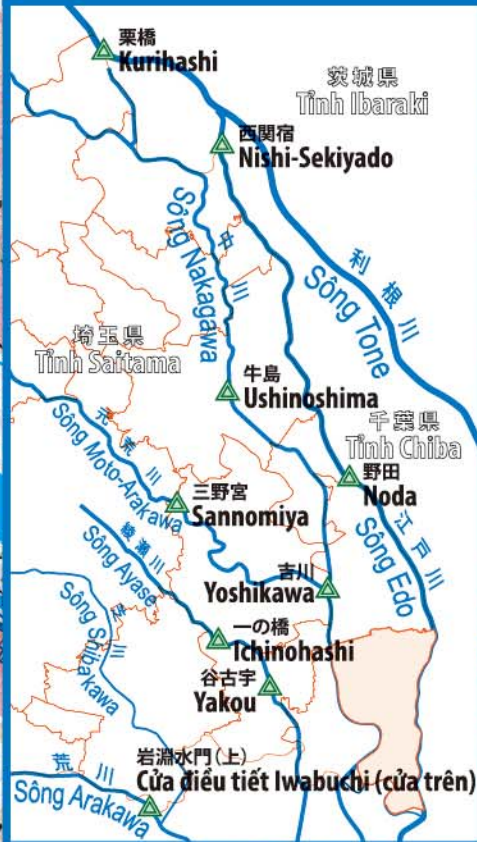 栗橋
Kurihashi
茨城県
Tỉnh Ibaraki
西関宿
Nishi-Sekiyado
中川
Sông Nakagawa
利根川
Sông Tone
埼玉県
Tỉnh Saitama
牛島
Ushinoshima
千葉県
Tỉnh Chiba
元荒川
Sông Moto-Arakawa
三野宮
Sannomiya
野田
Noda
江戸川
Sông Edo
綾瀬川
Sông Ayase
吉川
Yoshikawa
芝川
Sông Shibakawa
一の橋
Ichinohashi
谷古宇
Yakou
岩淵水門(上)
Cửa điều tiết Iwabuchi (cửa trên)
荒川
Sông Arakawa